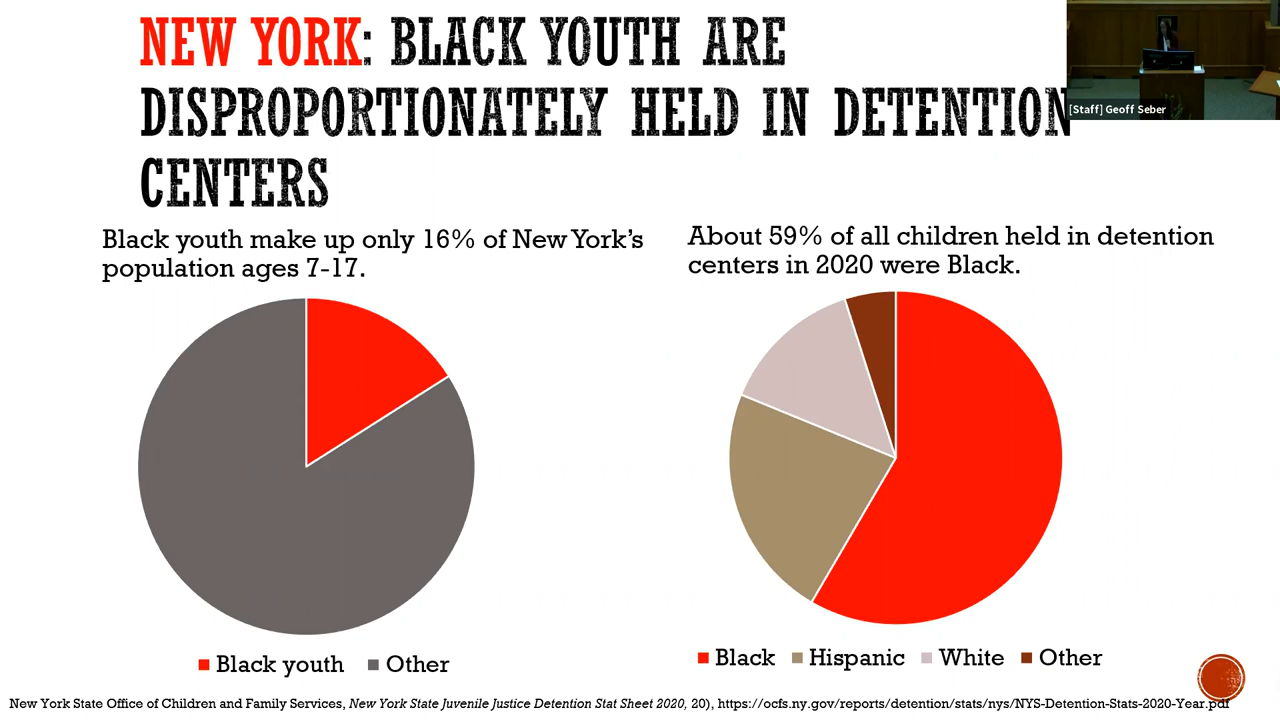 NEW YORK: BLACK YOUTH ARE
DISPROPORTIONATELY HELD IN DETENTION
CENTERS
[Staff] Geoff Seber
Black youth make up only 16% of New York's
population ages 7-17.
About 59% of all children held in detention
centers in 2020 were Black.
Black youth Other
Black Hispanic White Other
New York State Office of Children and Family Services, New York State Juvenile Justice Detention Stat Sheet 2020, 20), https://ocfs.ny.gov/reports/detention/stats/nys/NYS-Detention-Stats-2020-Year.pdf